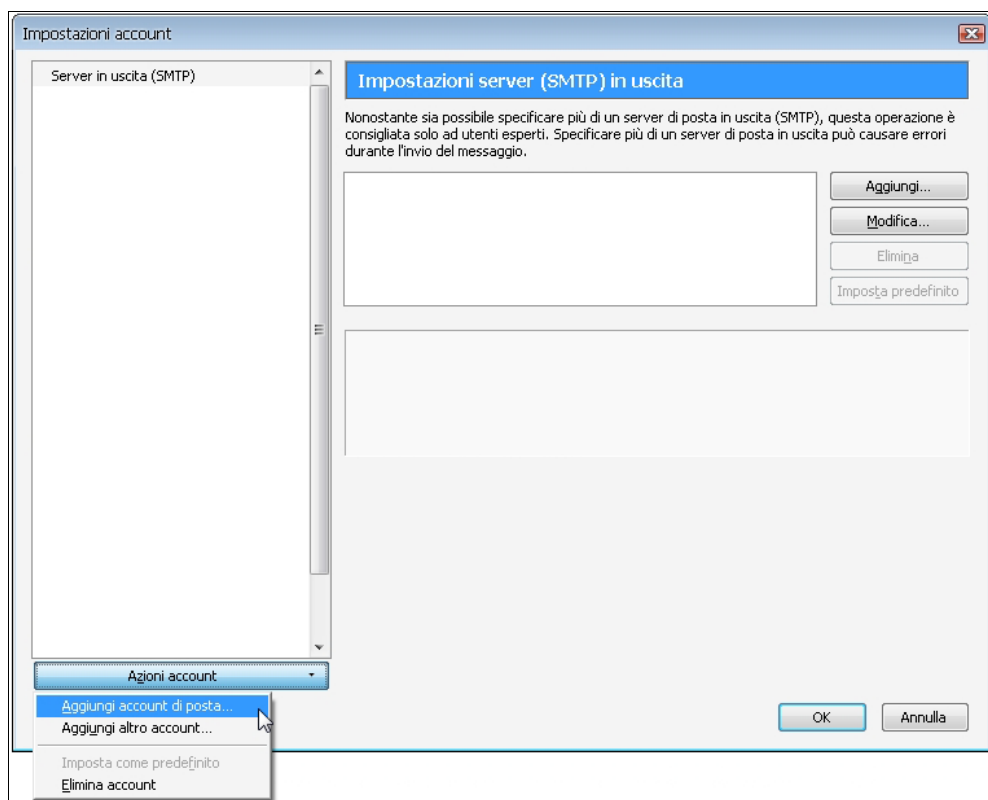 Impostazioni account
Server in uscita (SMTP)
Impostazioni server (SMTP) in uscita
Nonostante sia possibile specificare più di un server di posta in uscita (SMTP), questa operazione è
consigliata solo ad utenti esperti. Specificare più di un server di posta in uscita può causare errori
durante l'invio del messaggio.
Aggiungi...
Modifica...
Elimina
Imposta predefinito
Azioni account
Aggiungi account di posta...
Aggiungi altro account...
Imposta come predefinito
Elimina account
OK
Annulla